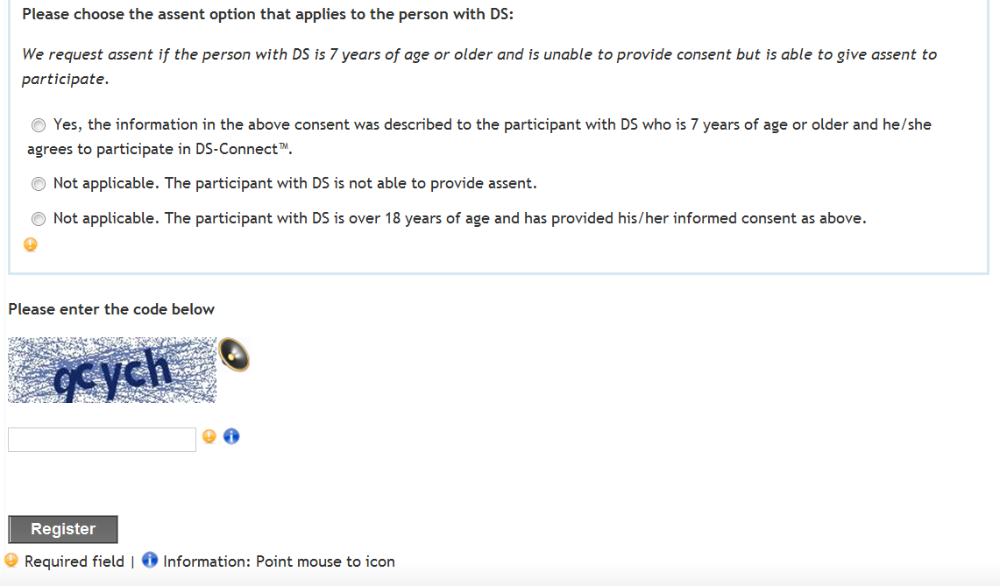 Please choose the assent option that applies to the person with DS:
We request assent if the person with DS is 7 years of age or older and is unable to provide consent but is able to give assent to
participate.
Yes, the information in the above consent was described to the participant with DS who is 7 years of age or older and he/she
agrees to participate in DS-Connect™.
Not applicable. The participant with DS is not able to provide assent.
Not applicable. The participant with DS is over 18 years of age and has provided his/her informed consent as above.
Please enter the code below
qcych
Register
Required field | Information: Point mouse to icon